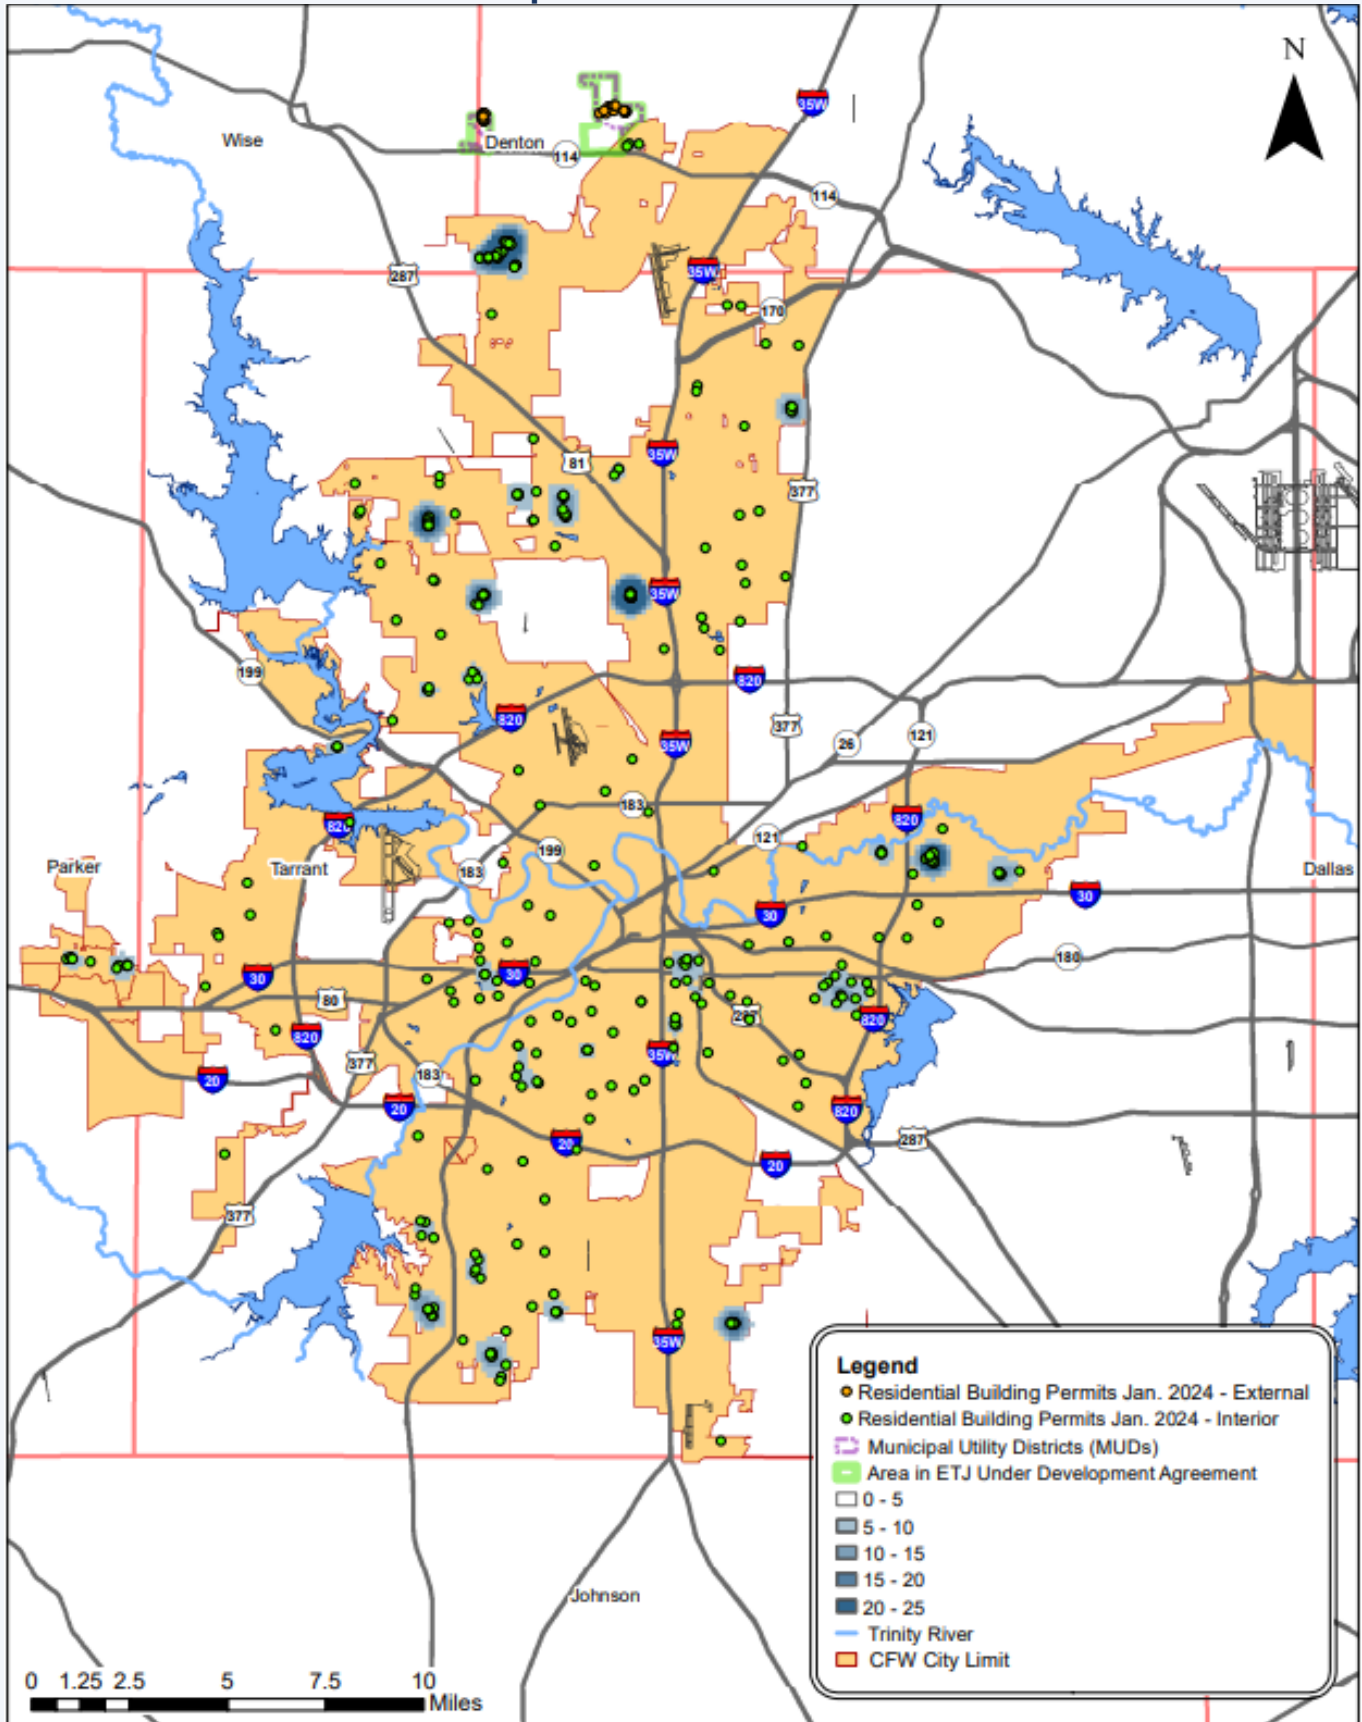 N
35W
Wise
Denton
114
114
287
35W
170
35W
81
377
35W
199
820
820
377
26
121
35W
183
820
820
121
199
Parker
Tarrant
183
Dallas
30
30
180
30
30
80
287
820
820
35W
377
183
20
20
820
287
20
20
377
35W
Legend
Residential Building Permits Jan. 2024 - External
Residential Building Permits Jan. 2024 - Interior
Municipal Utility Districts (MUDs)
Area in ETJ Under Development Agreement
0 - 5
5 - 10
10 - 15
15 - 20
20 - 25
Trinity River
CFW City Limit
Johnson
0 1.25 2.5 5 7.5 10
Miles